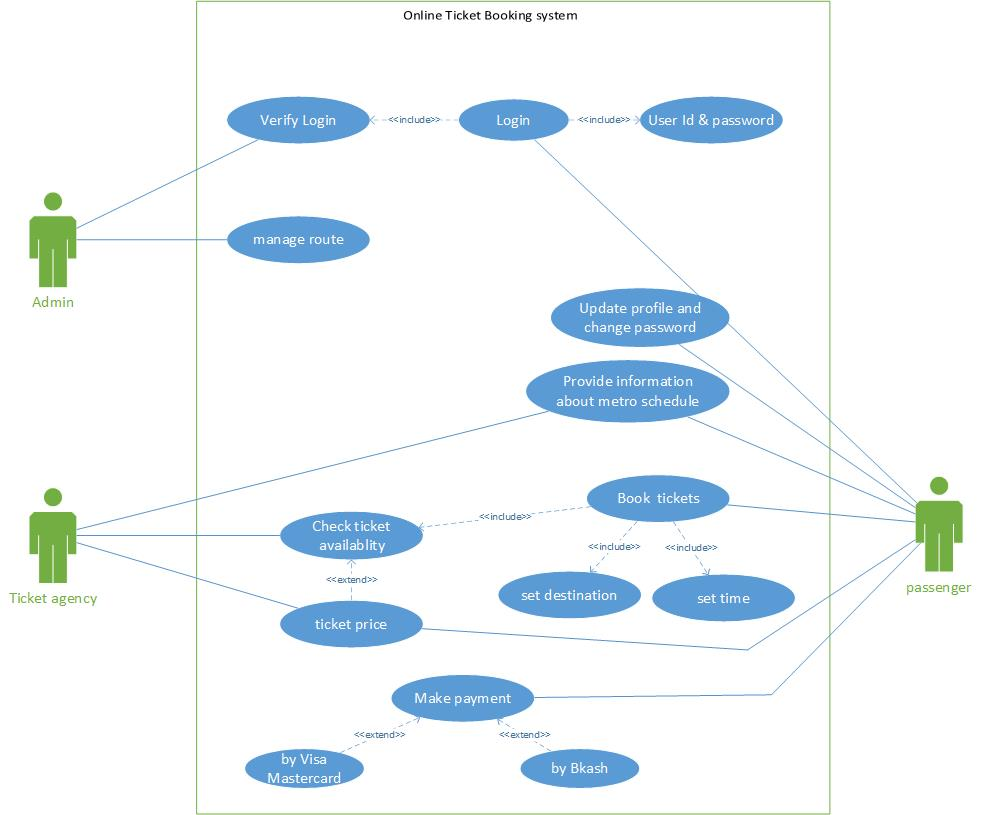 Online Ticket Booking system
Verify Login
<<include>>
Login
<<include>>
User Id & password
manage route
Admin
Update profile and
change password
Provide information
about metro schedule
Book tickets
<<include>>
Check ticket
availablity
<<include>>
<<include>>
<<extend>>
set destination
set time
Ticket agency
passenger
ticket price
Make payment
<<extend>>
<<extend>>
by Visa
Mastercard
by Bkash